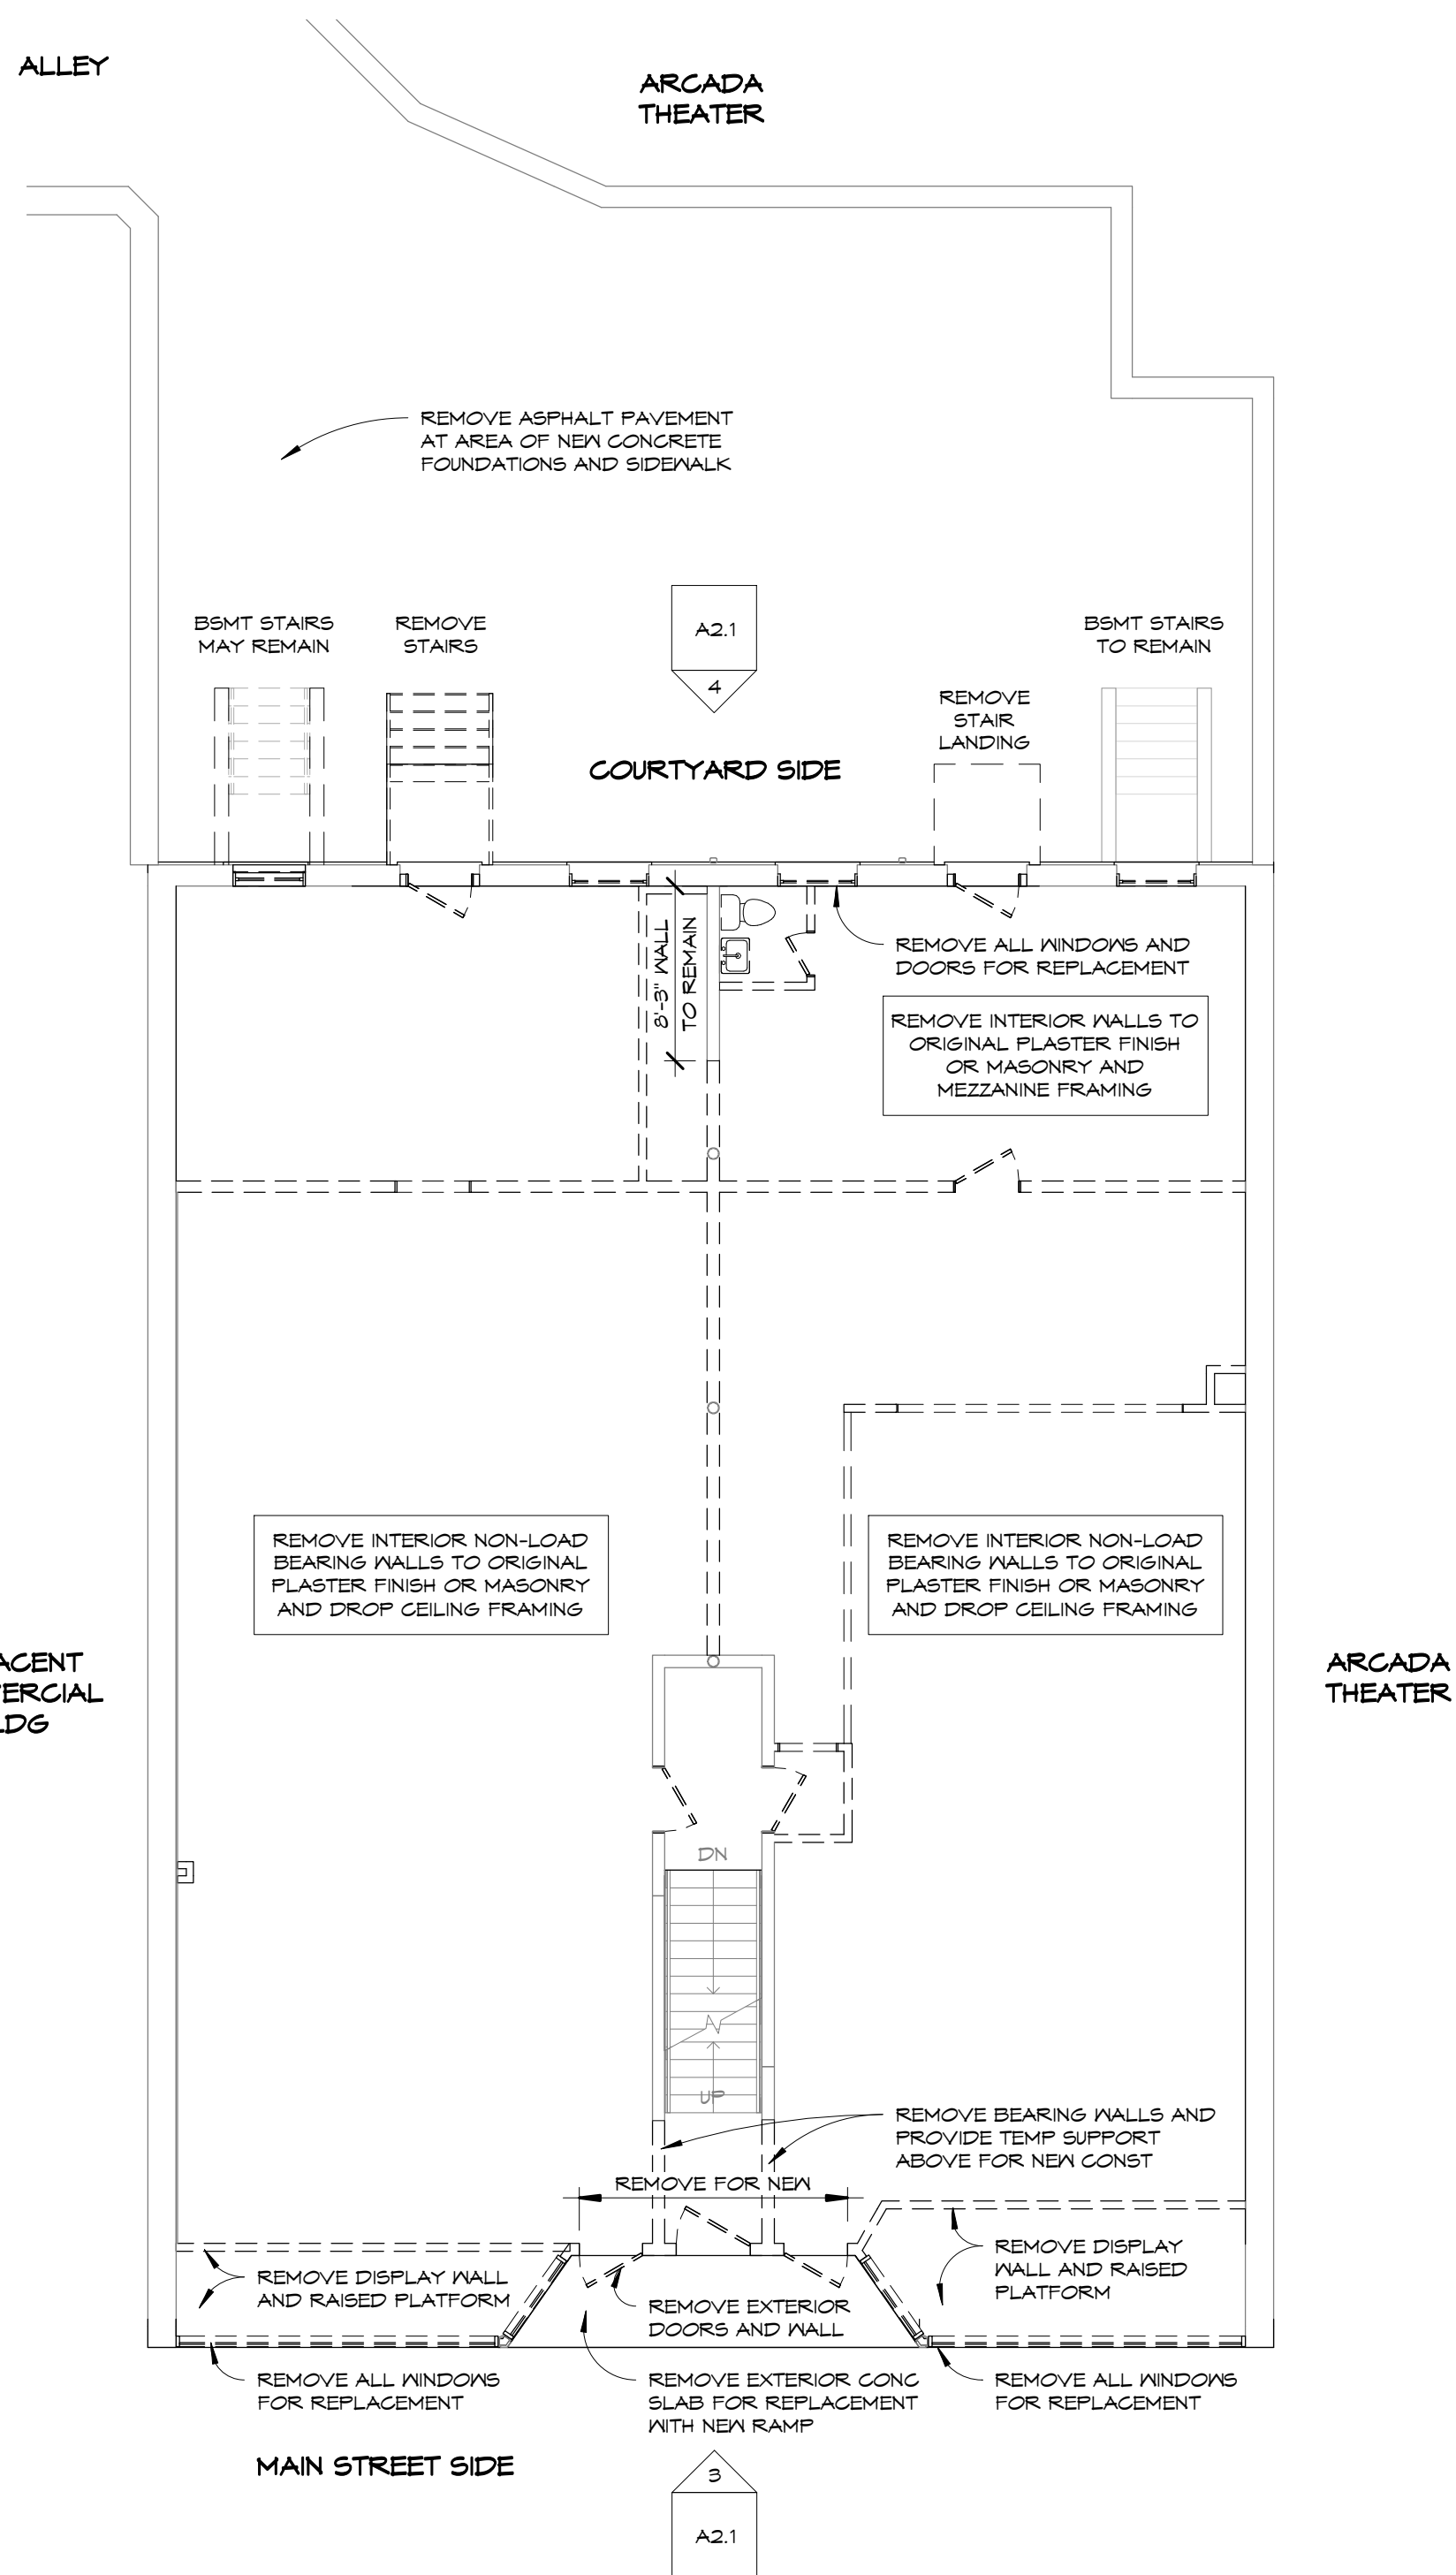 ALLEY
ARCADA
THEATER
REMOVE ASPHALT PAVEMENT
AT AREA OF NEW CONCRETE
FOUNDATIONS AND SIDEWALK
BSMT STAIRS
MAY REMAIN
REMOVE
STAIRS
A2.1
4
BSMT STAIRS
TO REMAIN
REMOVE
STAIR
LANDING
COURTYARD SIDE
8'-3" WALL
TO REMAIN
REMOVE ALL WINDOWS AND
DOORS FOR REPLACEMENT
REMOVE INTERIOR WALLS TO
ORIGINAL PLASTER FINISH
OR MASONRY AND
MEZZANINE FRAMING
REMOVE INTERIOR NON-LOAD
BEARING WALLS TO ORIGINAL
PLASTER FINISH OR MASONRY
AND DROP CEILING FRAMING
REMOVE INTERIOR NON-LOAD
BEARING WALLS TO ORIGINAL
PLASTER FINISH OR MASONRY
AND DROP CEILING FRAMING
ACENT
ERCIAL
LDG
ARCADA
THEATER
DN
UP
REMOVE BEARING WALLS AND
PROVIDE TEMP SUPPORT
ABOVE FOR NEW CONST
REMOVE FOR NEW
REMOVE DISPLAY WALL
AND RAISED PLATFORM
REMOVE DISPLAY
WALL AND RAISED
PLATFORM
REMOVE EXTERIOR
DOORS AND WALL
REMOVE ALL WINDOWS
FOR REPLACEMENT
REMOVE EXTERIOR CONC
SLAB FOR REPLACEMENT
WITH NEW RAMP
REMOVE ALL WINDOWS
FOR REPLACEMENT
MAIN STREET SIDE
3
A2.1